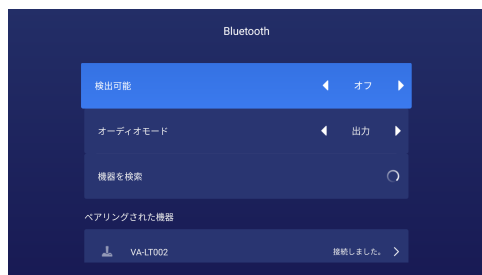 Bluetooth
検出可能 オフ
オーディオモード 出力
機器を検索
ペアリングされた機器
VA-LT002 接続しました。